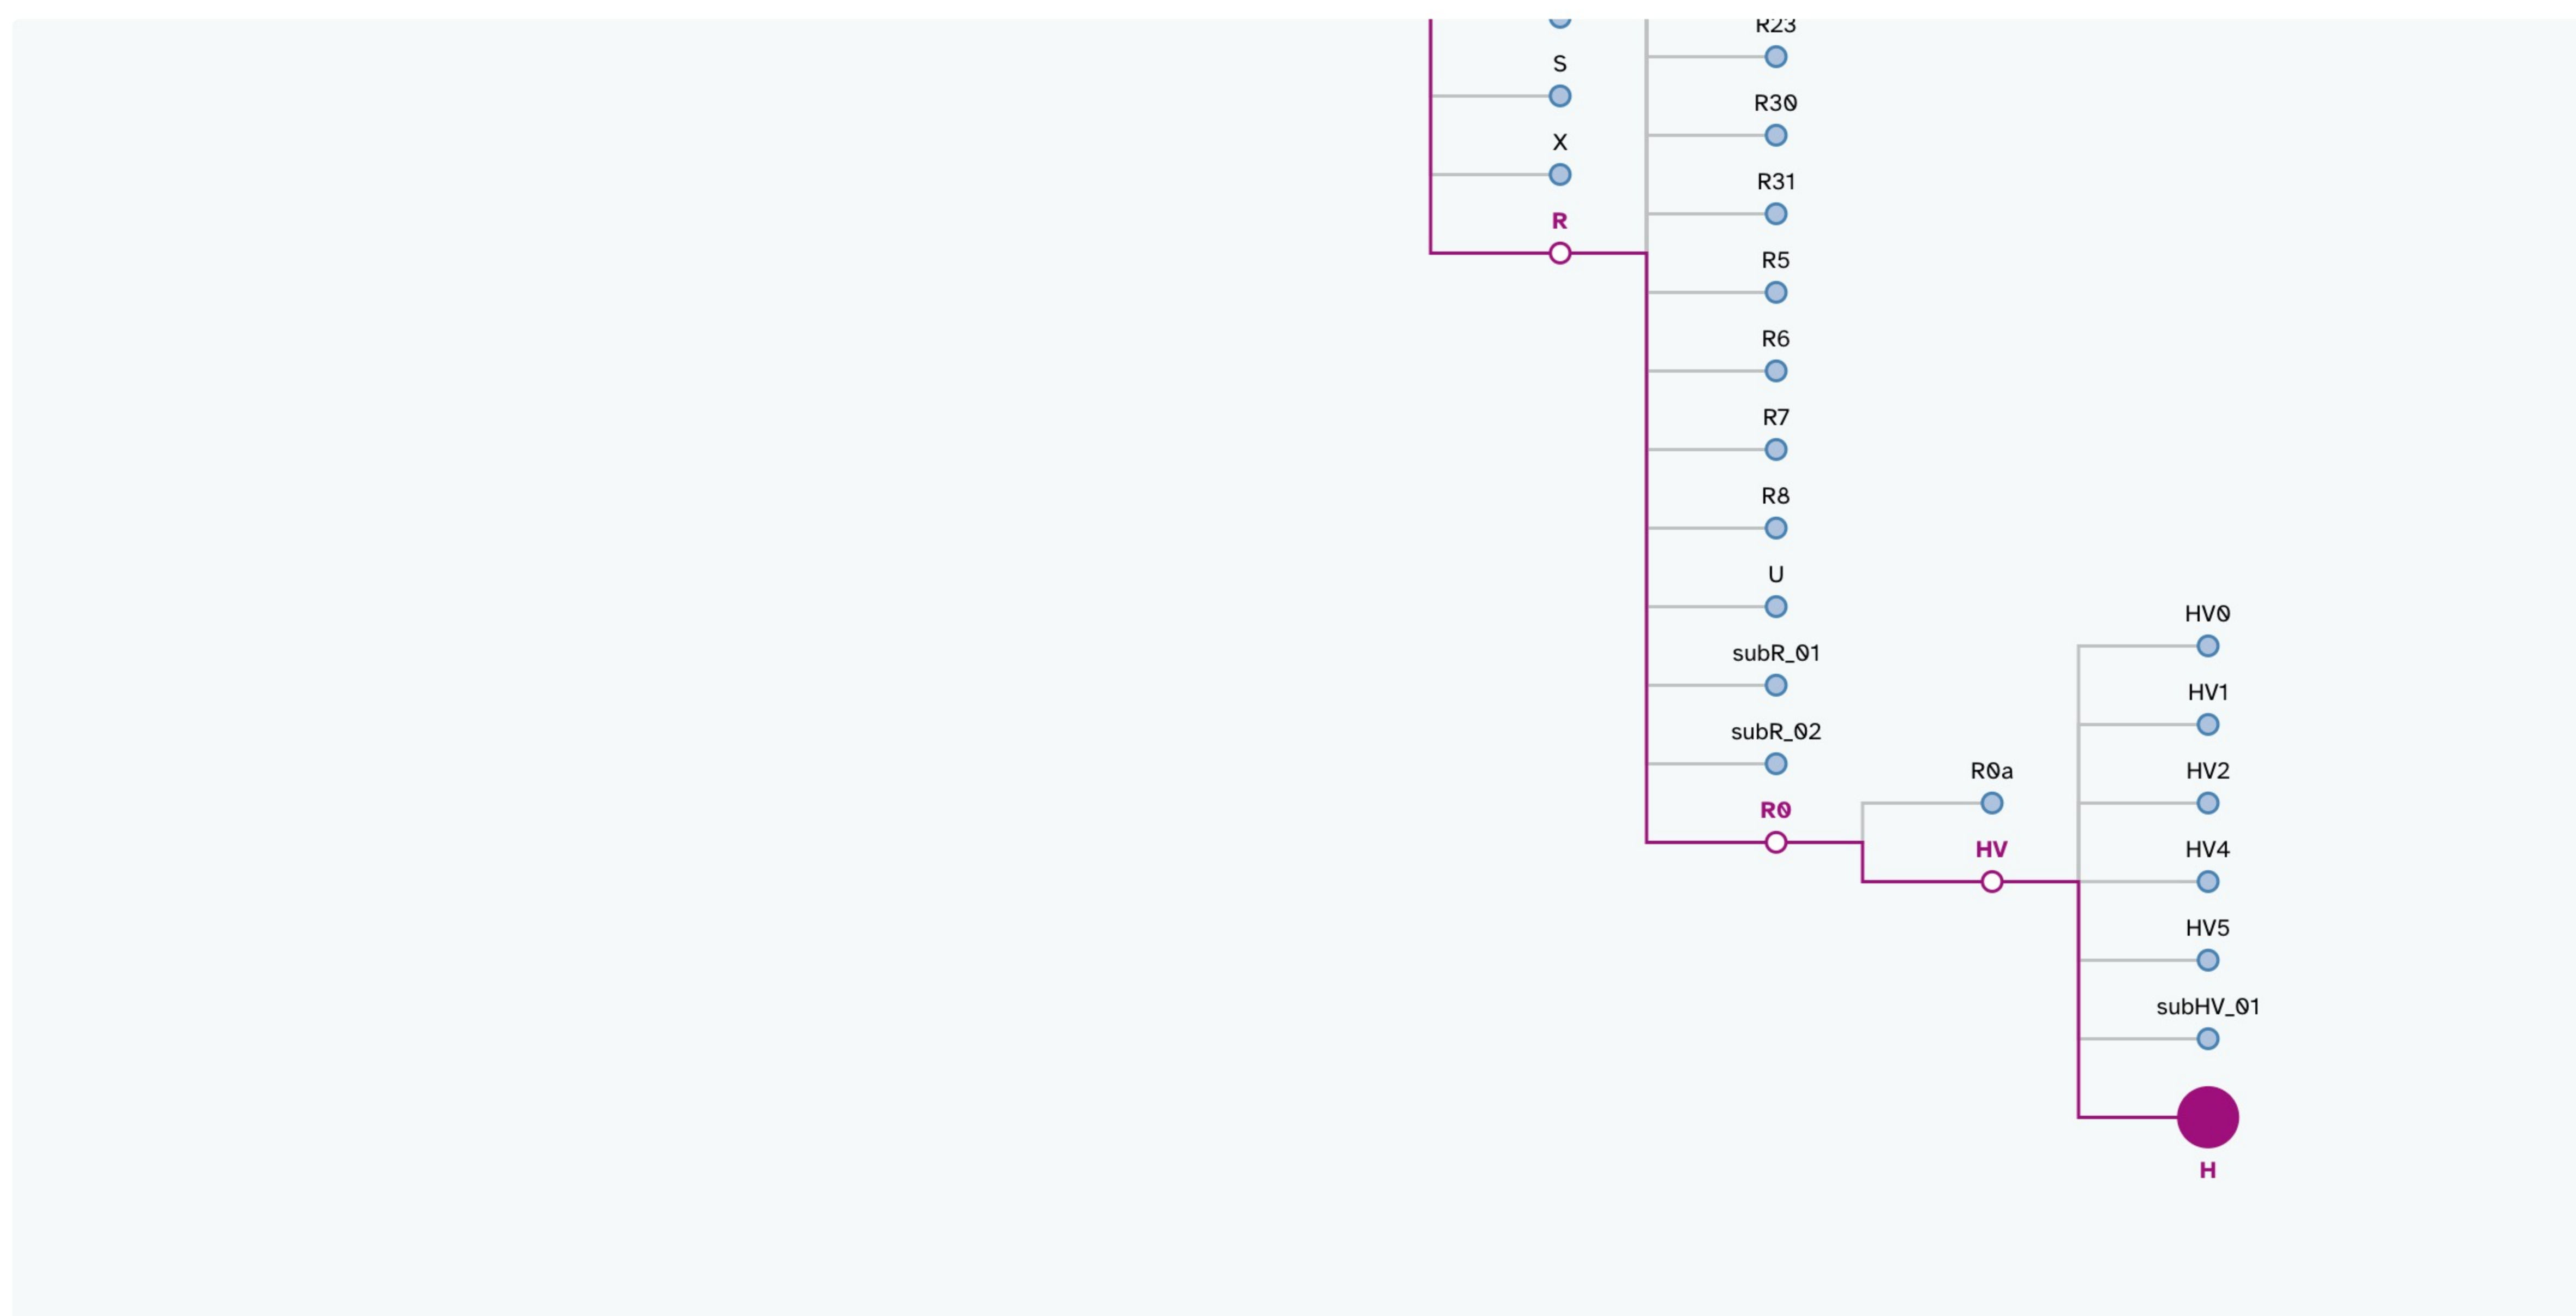 R23
S
R30
X
R31
R
R5
R6
R7
R8
U
HV0
subR_01
HV1
subR_02
R0a
HV2
R0
HV
HV4
HV5
subHV_01
H